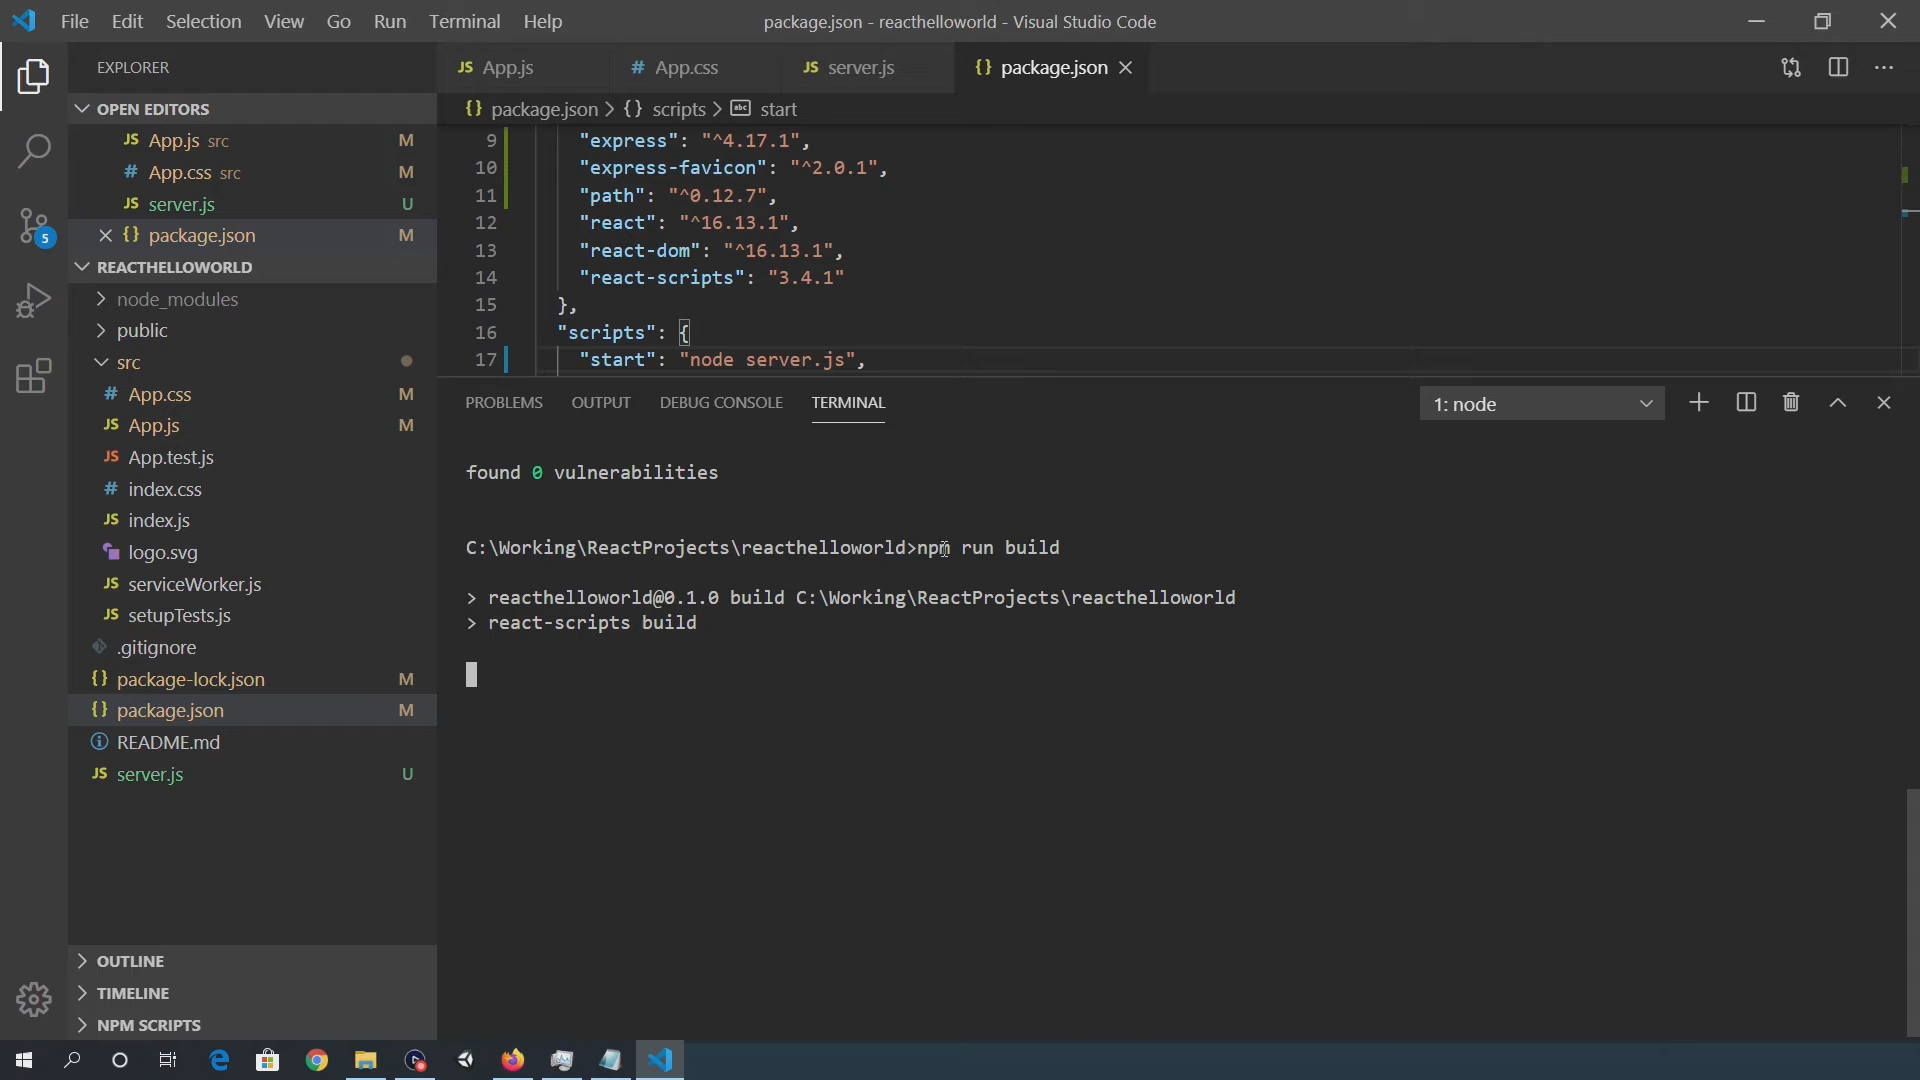 File Edit Selection View Go Run Terminal Help
package.json - reacthelloworld - Visual Studio Code
EXPLORER
OPEN EDITORS
JS App.js src M
# App.css src M
JS server.js U
{} package.json M
REACTHELLOWORLD
node_modules
public
src
# App.css M
JS App.js M
JS App.test.js
# index.css
JS index.js
logo.svg
JS serviceWorker.js
JS setupTests.js
.gitignore
{} package-lock.json M
{} package.json M
README.md
JS server.js U
OUTLINE
TIMELINE
NPM SCRIPTS
5
JS App.js # App.css JS server.js {} package.json
{} package.json > {} scripts > abc start
9 "express": "^4.17.1",
10 "express-favicon": "^2.0.1",
11 "path": "^0.12.7",
12 "react": "^16.13.1",
13 "react-dom": "^16.13.1",
14 "react-scripts": "3.4.1"
15 },
16 "scripts": {
17 "start": "node server.js",
PROBLEMS OUTPUT DEBUG CONSOLE TERMINAL
1: node
found 0 vulnerabilities
C:\Working\ReactProjects\reacthelloworld>npm run build
> reacthelloworld@0.1.0 build C:\Working\ReactProjects\reacthelloworld
> react-scripts build